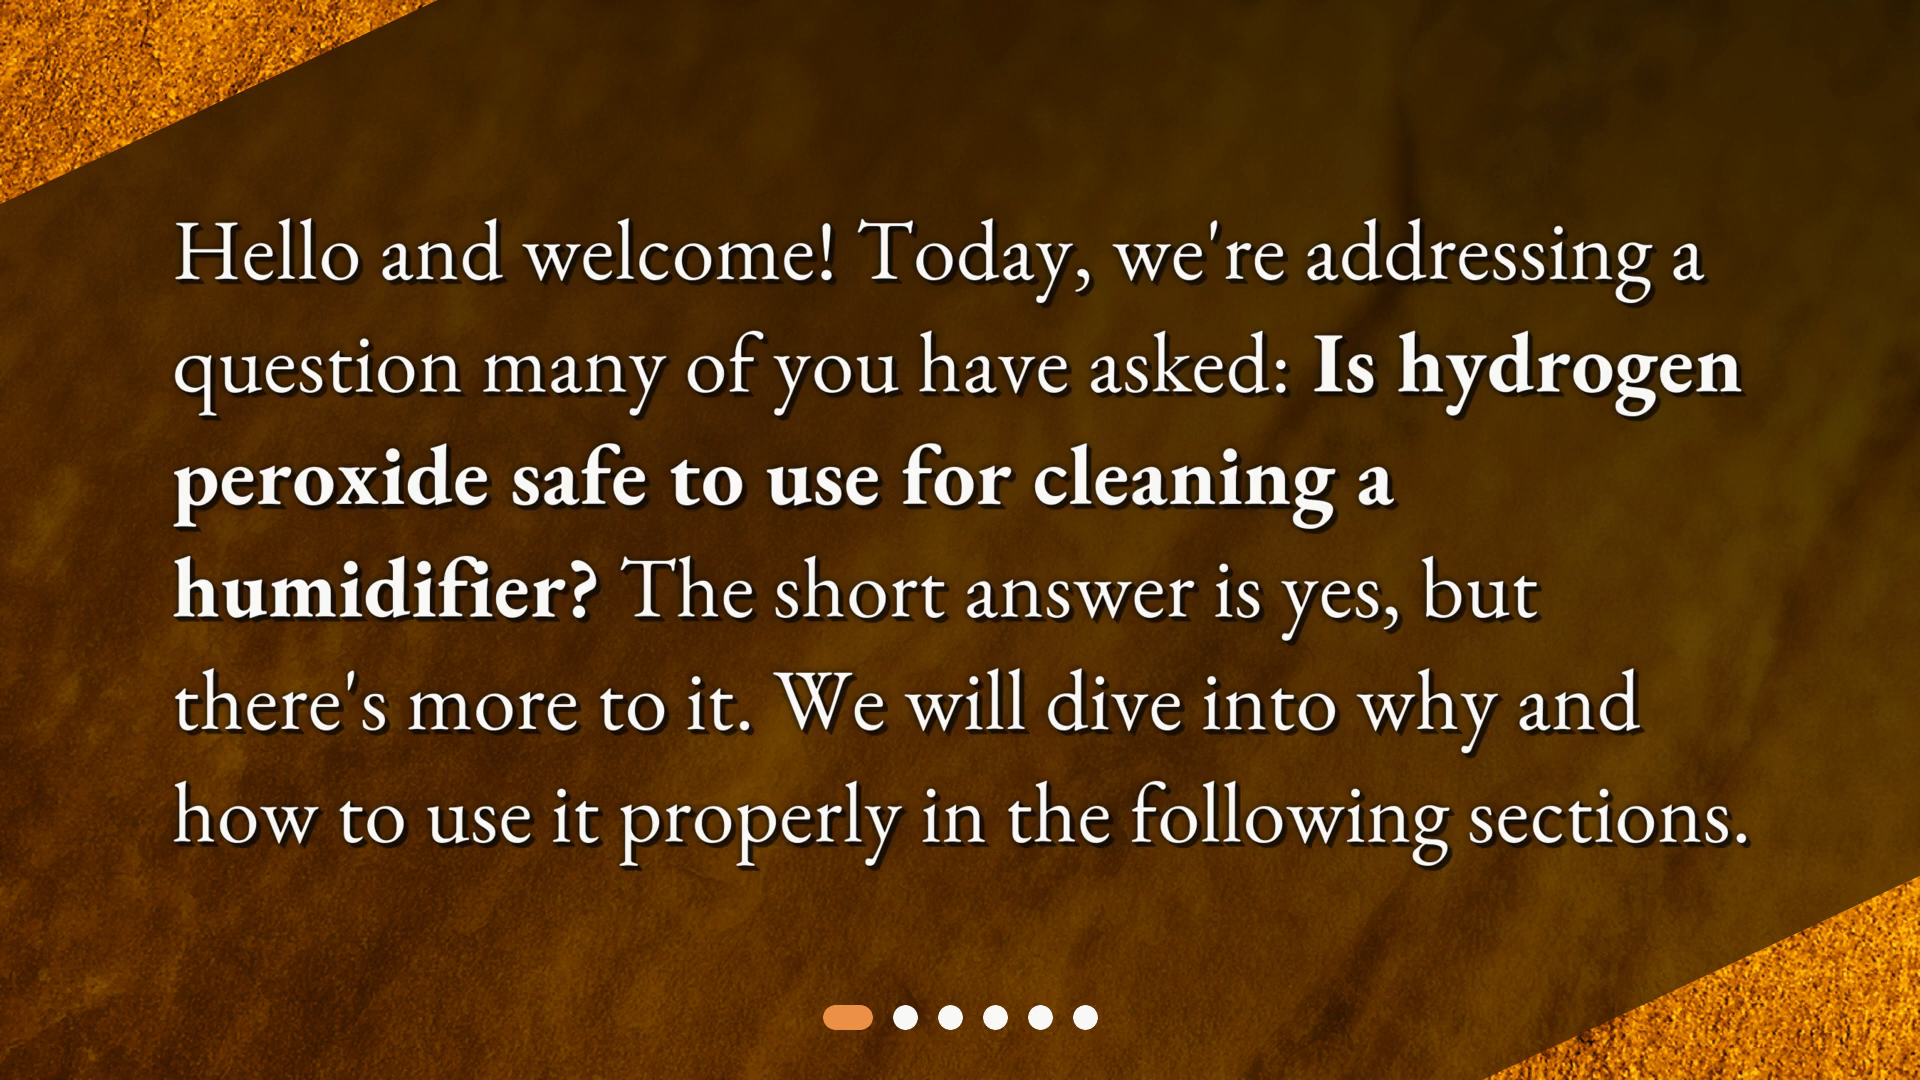 Hello and welcome! Today, we're addressing a
question many of you have asked: Is hydrogen
peroxide safe to use for cleaning a
humidifier? The short answer is yes, but
there's more to it. We will dive into why and
how to use it properly in the following sections.